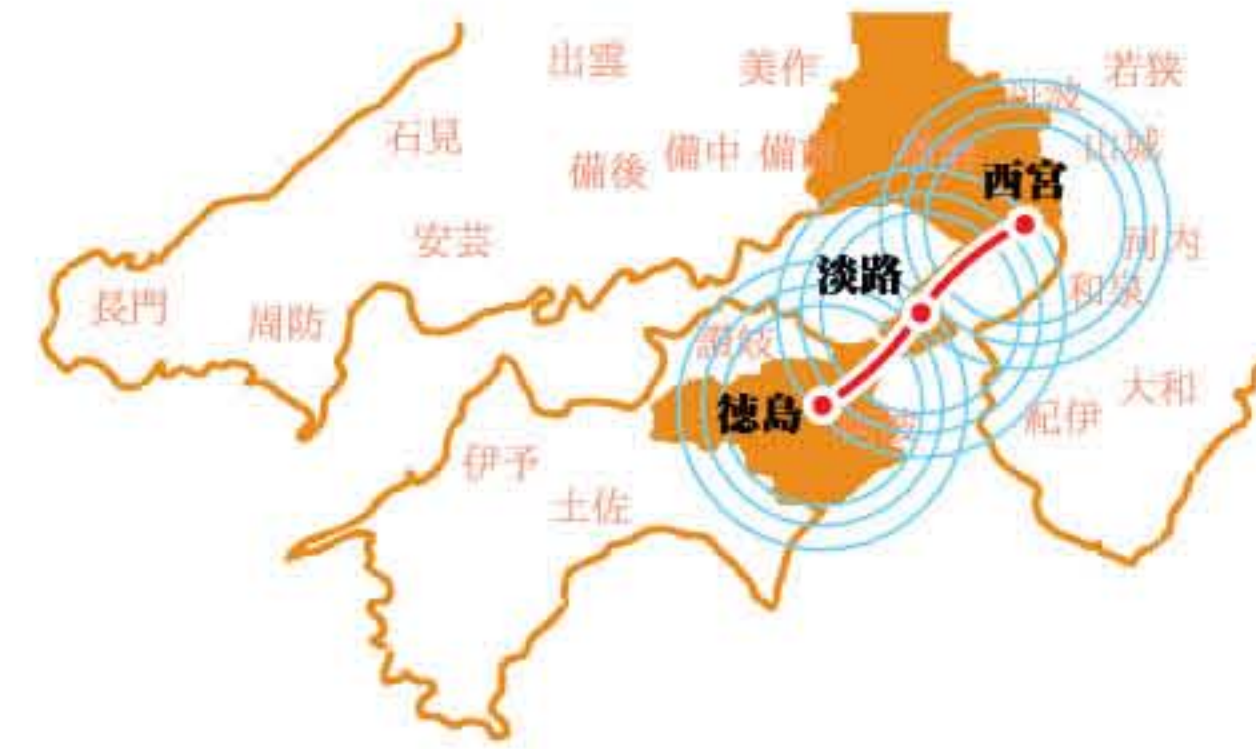 出雲
美作
若狭
丹波
石見
備後
備中
備前
山城
西宮
安芸
河内
淡路
和泉
長門
周防
讃岐
大和
徳島
紀伊
伊予
土佐